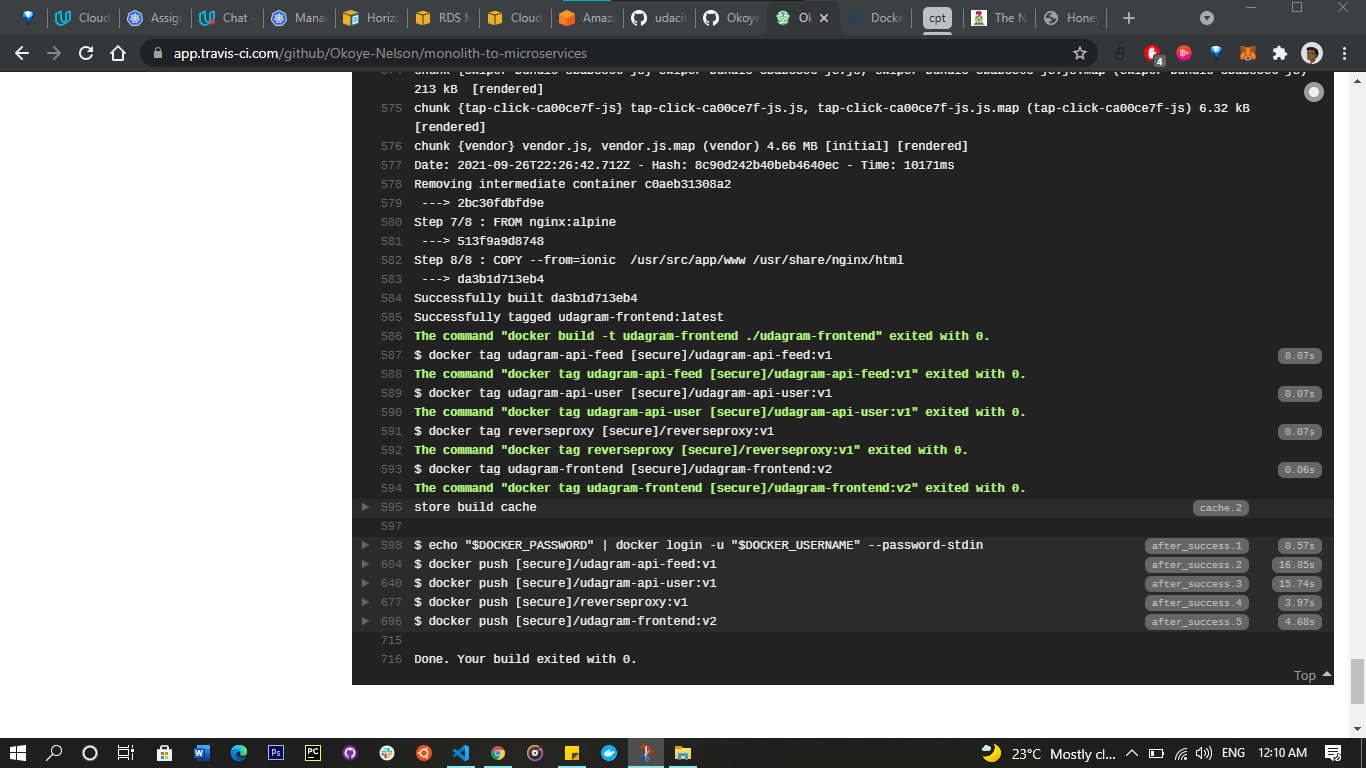 Cloud
Assign
Chat
Mana
Horizo
RDS M
Cloud
Amaz
udacit
Okoye
Ok
Docke
cpt
The N
Hone
app.travis-ci.com/github/Okoye-Nelson/monolith-to-microservices
4
213 kB [rendered]
575 chunk {tap-click-ca00ce7f-js} tap-click-ca00ce7f-js.js, tap-click-ca00ce7f-js.js.map (tap-click-ca00ce7f-js) 6.32 kB
[rendered]
576 chunk {vendor} vendor.js, vendor.js.map (vendor) 4.66 MB [initial] [rendered]
577 Date: 2021-09-26T22:26:42.712Z - Hash: 8c90d242b40beb4640ec - Time: 10171ms
578 Removing intermediate container c0aeb31308a2
579 ---> 2bc30fdbfd9e
580 Step 7/8 : FROM nginx:alpine
581 ---> 513f9a9d8748
582 Step 8/8 : COPY --from=ionic  /usr/src/app/www /usr/share/nginx/html
583 ---> da3b1d713eb4
584 Successfully built da3b1d713eb4
585 Successfully tagged udagram-frontend:latest
586 The command "docker build -t udagram-frontend ./udagram-frontend" exited with 0.
587 $ docker tag udagram-api-feed [secure]/udagram-api-feed:v1 0.07s
588 The command "docker tag udagram-api-feed [secure]/udagram-api-feed:v1" exited with 0.
589 $ docker tag udagram-api-user [secure]/udagram-api-user:v1 0.07s
590 The command "docker tag udagram-api-user [secure]/udagram-api-user:v1" exited with 0.
591 $ docker tag reverseproxy [secure]/reverseproxy:v1 0.07s
592 The command "docker tag reverseproxy [secure]/reverseproxy:v1" exited with 0.
593 $ docker tag udagram-frontend [secure]/udagram-frontend:v2 0.06s
594 The command "docker tag udagram-frontend [secure]/udagram-frontend:v2" exited with 0.
595 store build cache cache.2
597
598 $ echo "$DOCKER_PASSWORD" | docker login -u "$DOCKER_USERNAME" --password-stdin after_success.1 0.57s
604 $ docker push [secure]/udagram-api-feed:v1 after_success.2 16.85s
640 $ docker push [secure]/udagram-api-user:v1 after_success.3 15.74s
677 $ docker push [secure]/reverseproxy:v1 after_success.4 3.97s
696 $ docker push [secure]/udagram-frontend:v2 after_success.5 4.68s
715
716 Done. Your build exited with 0.
Top
23°C Mostly cl... ENG 12:10 AM